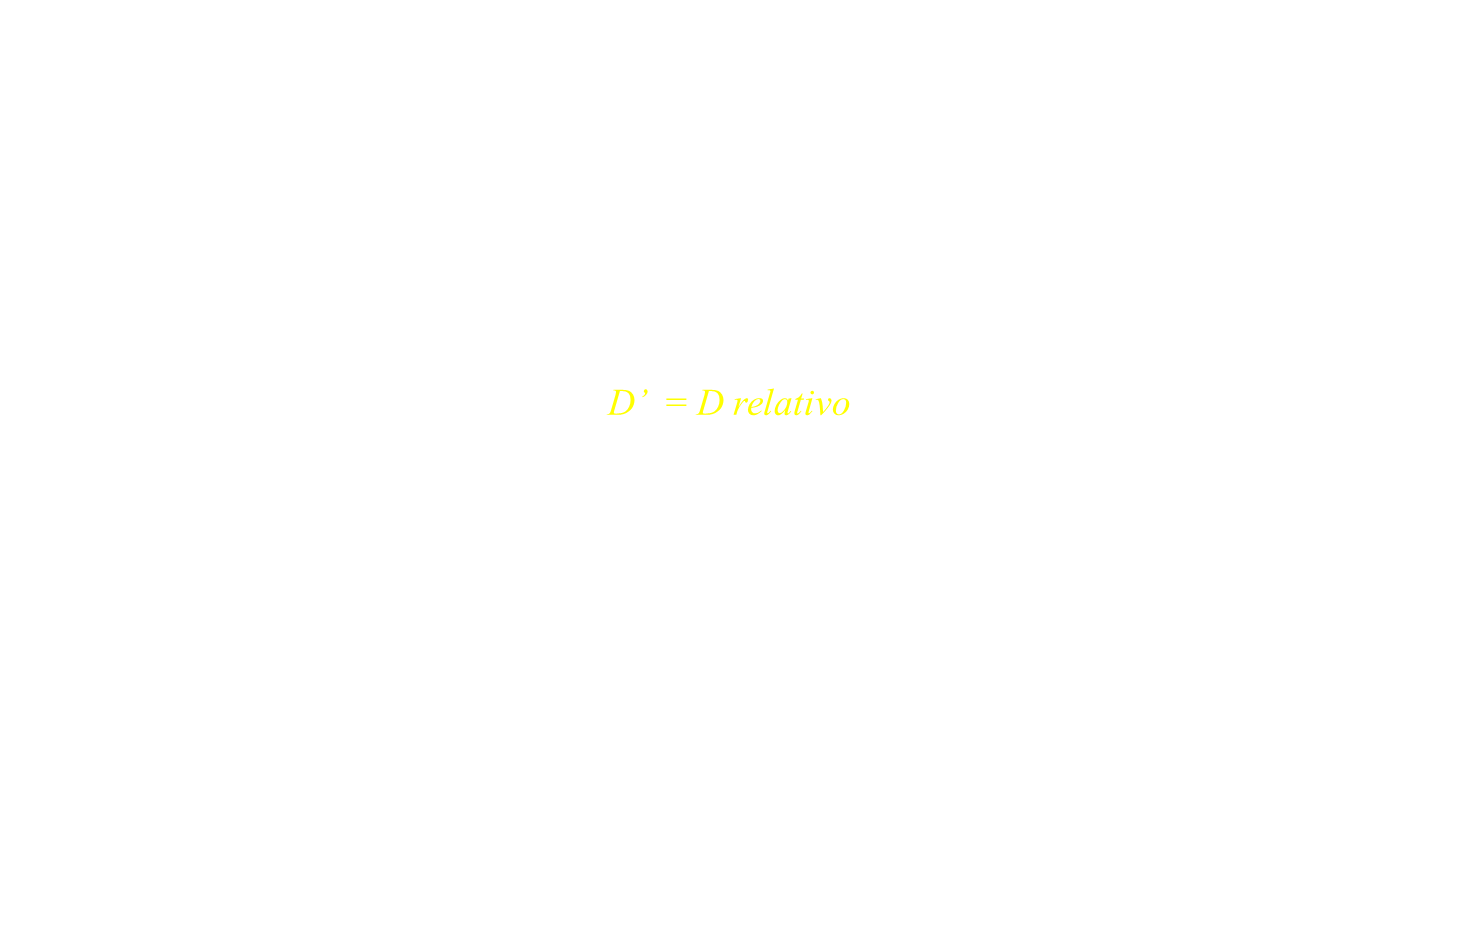 D’ = D relativo